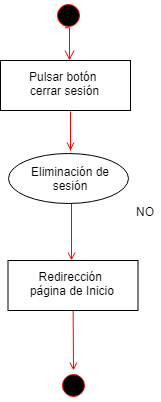 Pulsar botón
cerrar sesión
Eliminación de
sesión
NO
Redirección
página de Inicio